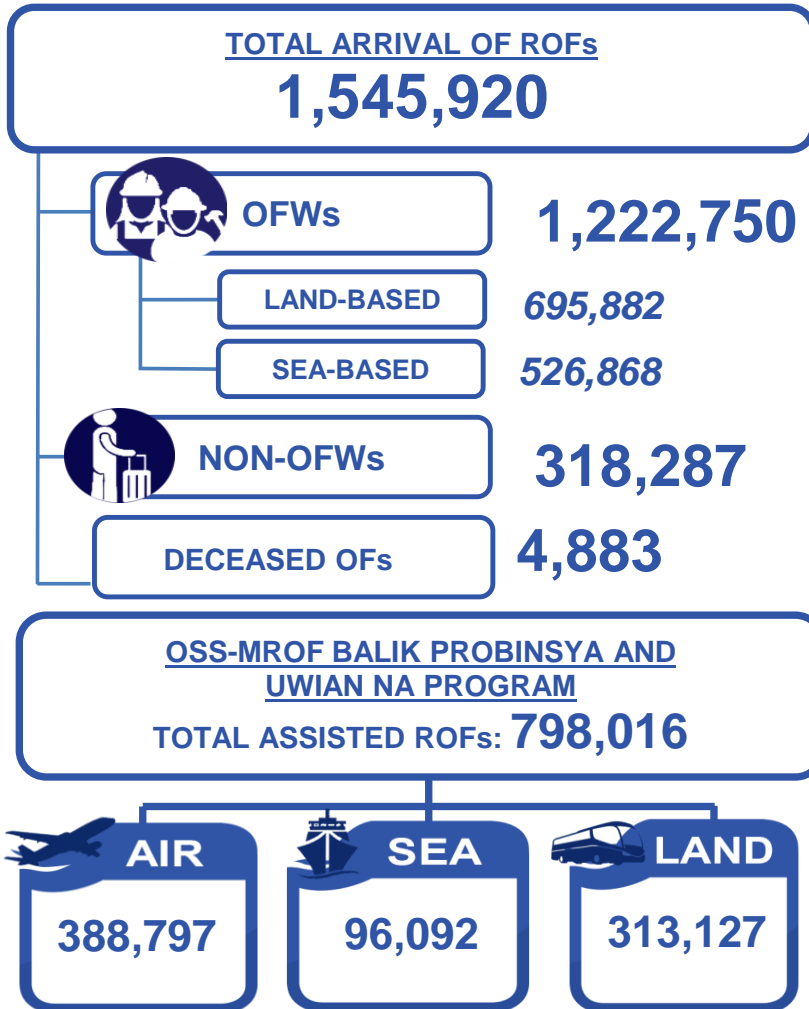 TOTAL ARRIVAL OF ROFs
1,545,920
OFWs 1,222,750
LAND-BASED 695,882
SEA-BASED 526,868
NON-OFWs 318,287
DECEASED OFs 4,883
OSS-MROF BALIK PROBINSYA AND
UWIAN NA PROGRAM
TOTAL ASSISTED ROFs: 798,016
AIR SEA LAND
388,797 96,092 313,127